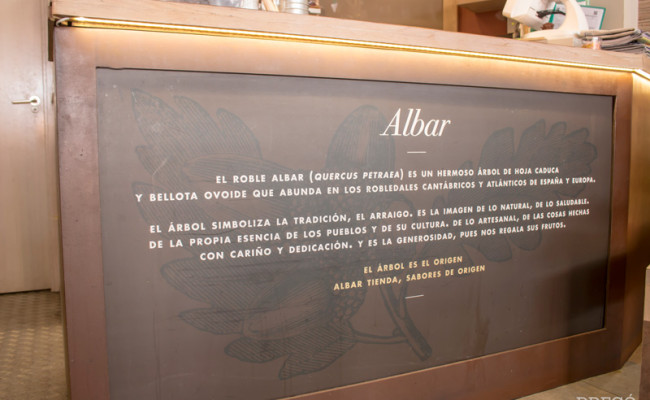 Albar
EL ROBLE ALBAR (QUERCUS PETRAEA) ES UN HERMOSO ÁRBOL DE HOJA CADUCA
Y BELLOTA OVOIDE QUE ABUNDA EN LOS ROBLEDALES CANTÁBRICOS Y ATLÁNTICOS DE ESPAÑA Y EUROPA.
EL ÁRBOL SIMBOLIZA LA TRADICIÓN, EL ARRAIGO. ES LA IMAGEN DE LO NATURAL, DE LO SALUDABLE.
DE LA PROPIA ESENCIA DE LOS PUEBLOS Y DE SU CULTURA. DE LO ARTESANAL, DE LAS COSAS HECHAS
CON CARIÑO Y DEDICACIÓN. Y ES LA GENEROSIDAD, PUES NOS REGALA SUS FRUTOS.
EL ÁRBOL ES EL ORIGEN
ALBAR TIENDA, SABORES DE ORIGEN